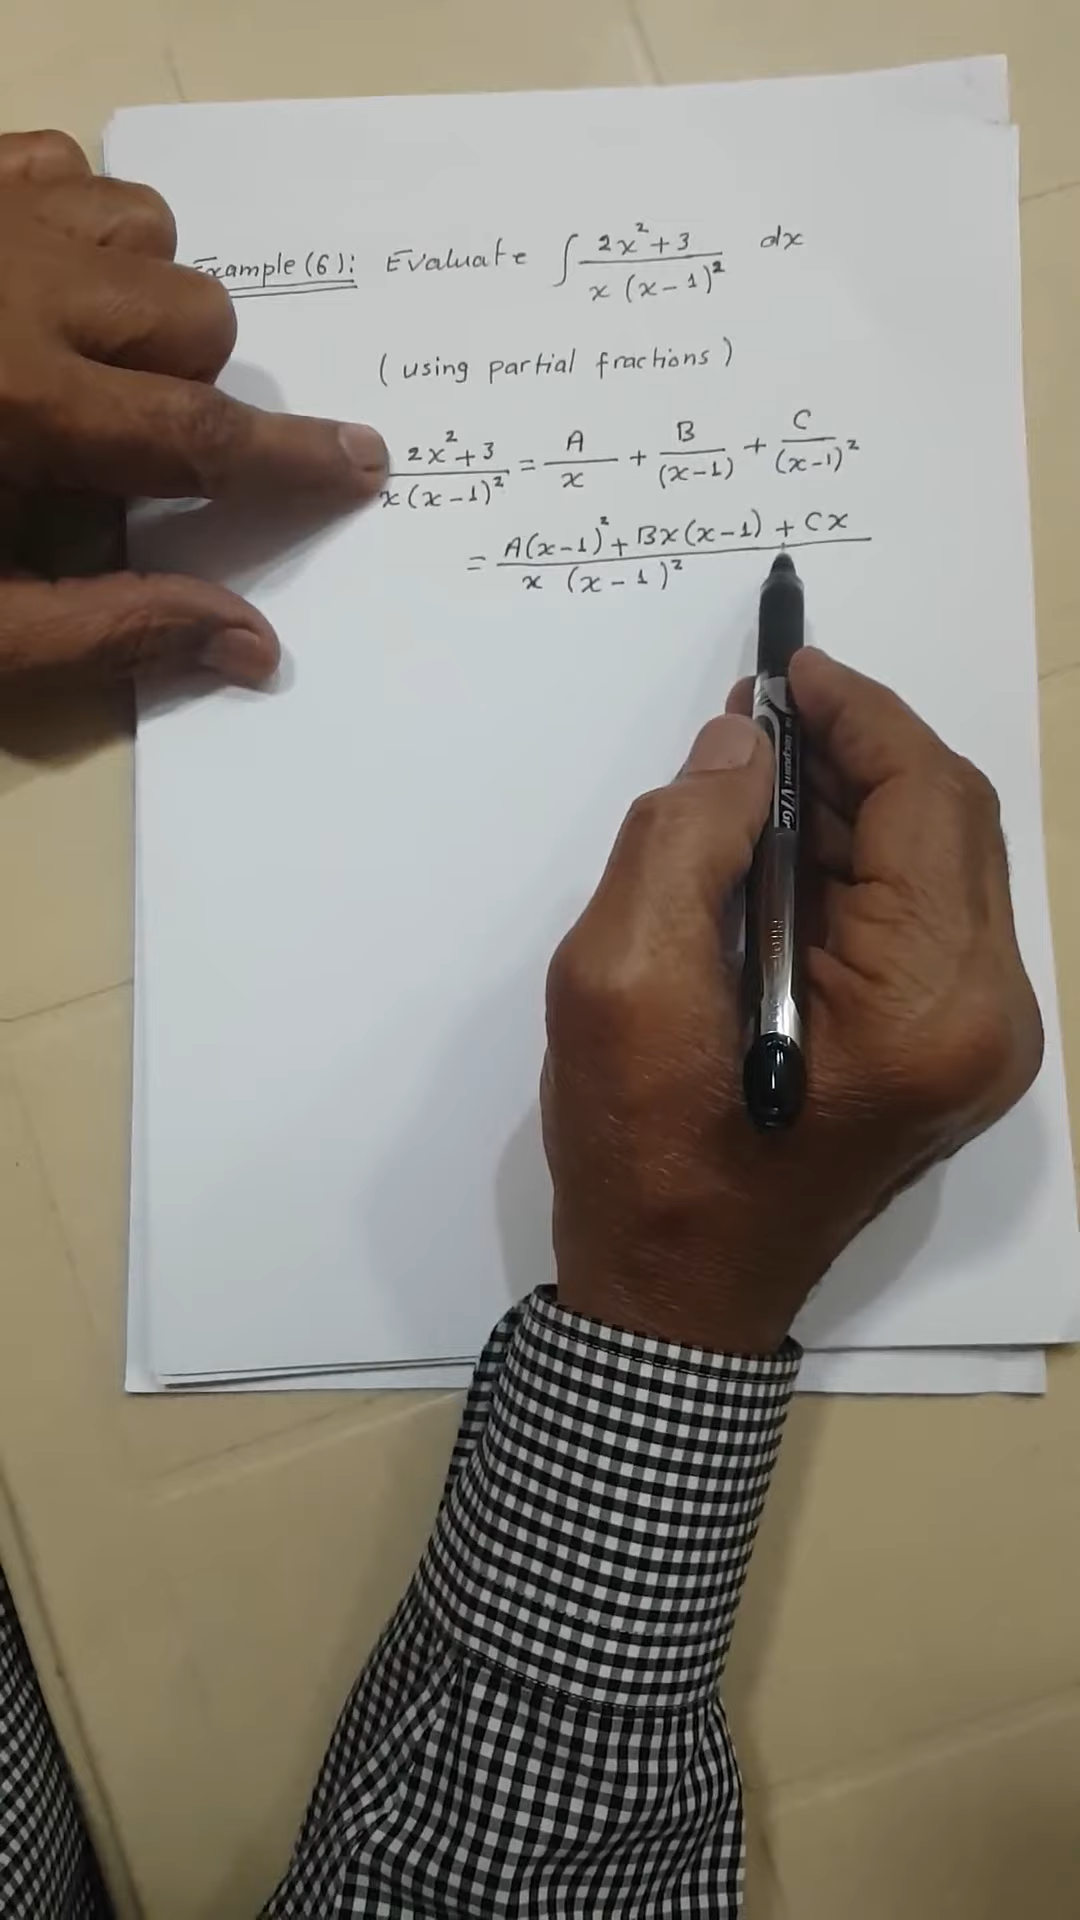 Example (6): Evaluate ∫ (2x²+3)/(x (x-1)²) dx
(using partial fractions)
(2x²+3)/(x(x-1)²) = A/x + B/(x-1) + C/(x-1)²
= (A(x-1)² + Bx(x-1) + Cx)/(x (x-1)²)